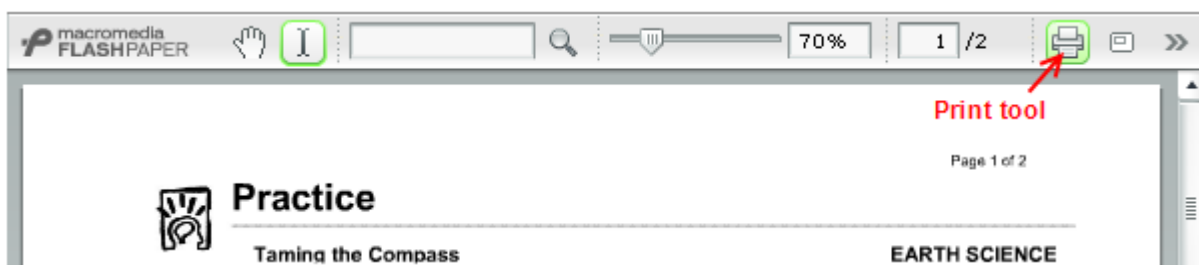 macromedia
FLASHPAPER
70%
1 /2
Print tool
Page 1 of 2
Practice
Taming the Compass EARTH SCIENCE